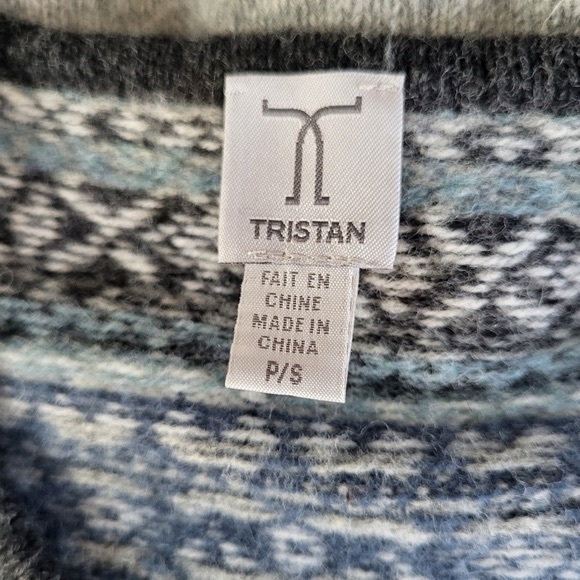 TRISTAN
FAIT EN
CHINE
MADE IN
CHINA
P/S